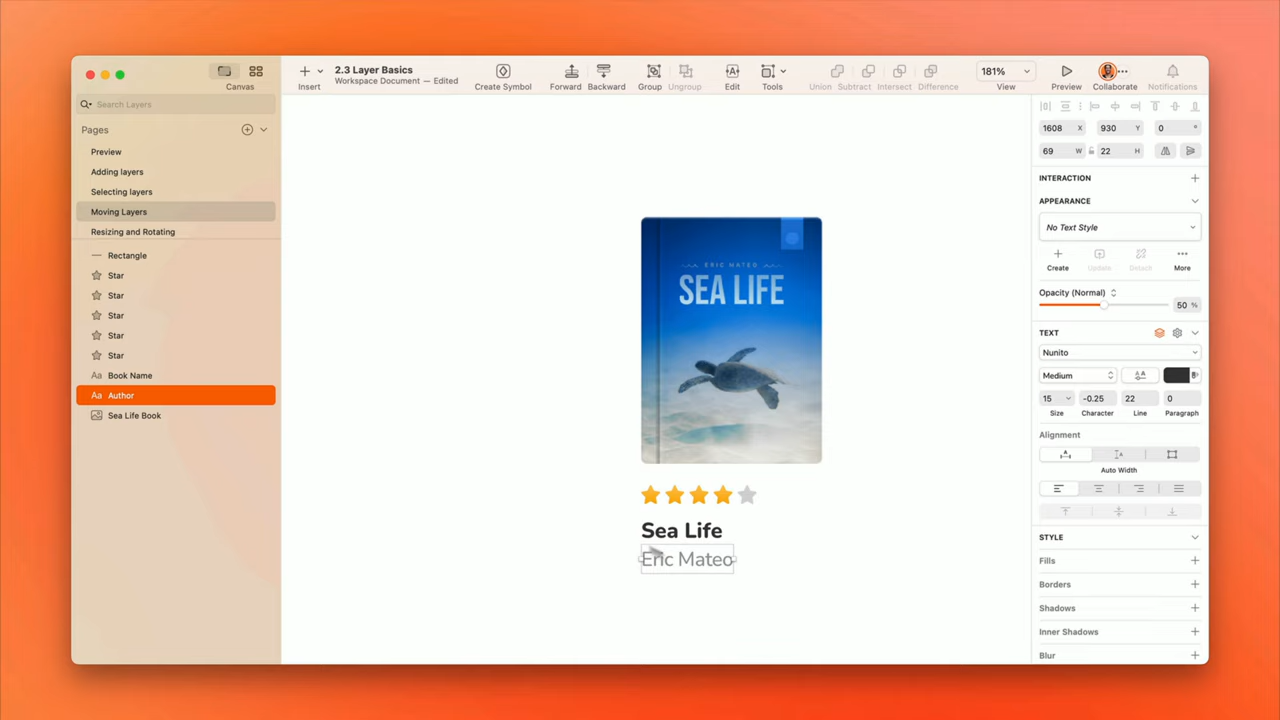 2.3 Layer Basics
Workspace Document — Edited
Canvas
Insert
Create Symbol
Forward
Backward
Group
Ungroup
Edit
Tools
Union
Subtract
Intersect
Difference
181%
View
Preview
Collaborate
Notifications
Search Layers
Pages
Preview
Adding layers
Selecting layers
Moving Layers
Resizing and Rotating
Rectangle
Star
Star
Star
Star
Star
Aa Book Name
Aa Author
Sea Life Book
ERIC MATEO
SEA LIFE
Sea Life
Eric Mateo
1608 X 930 Y 0 °
69 W 22 H
INTERACTION
APPEARANCE
No Text Style
Create Update Detach More
Opacity (Normal)
50 %
TEXT
Nunito
Medium
15 -0.25 22 0
Size Character Line Paragraph
Alignment
Auto Width
STYLE
Fills
Borders
Shadows
Inner Shadows
Blur